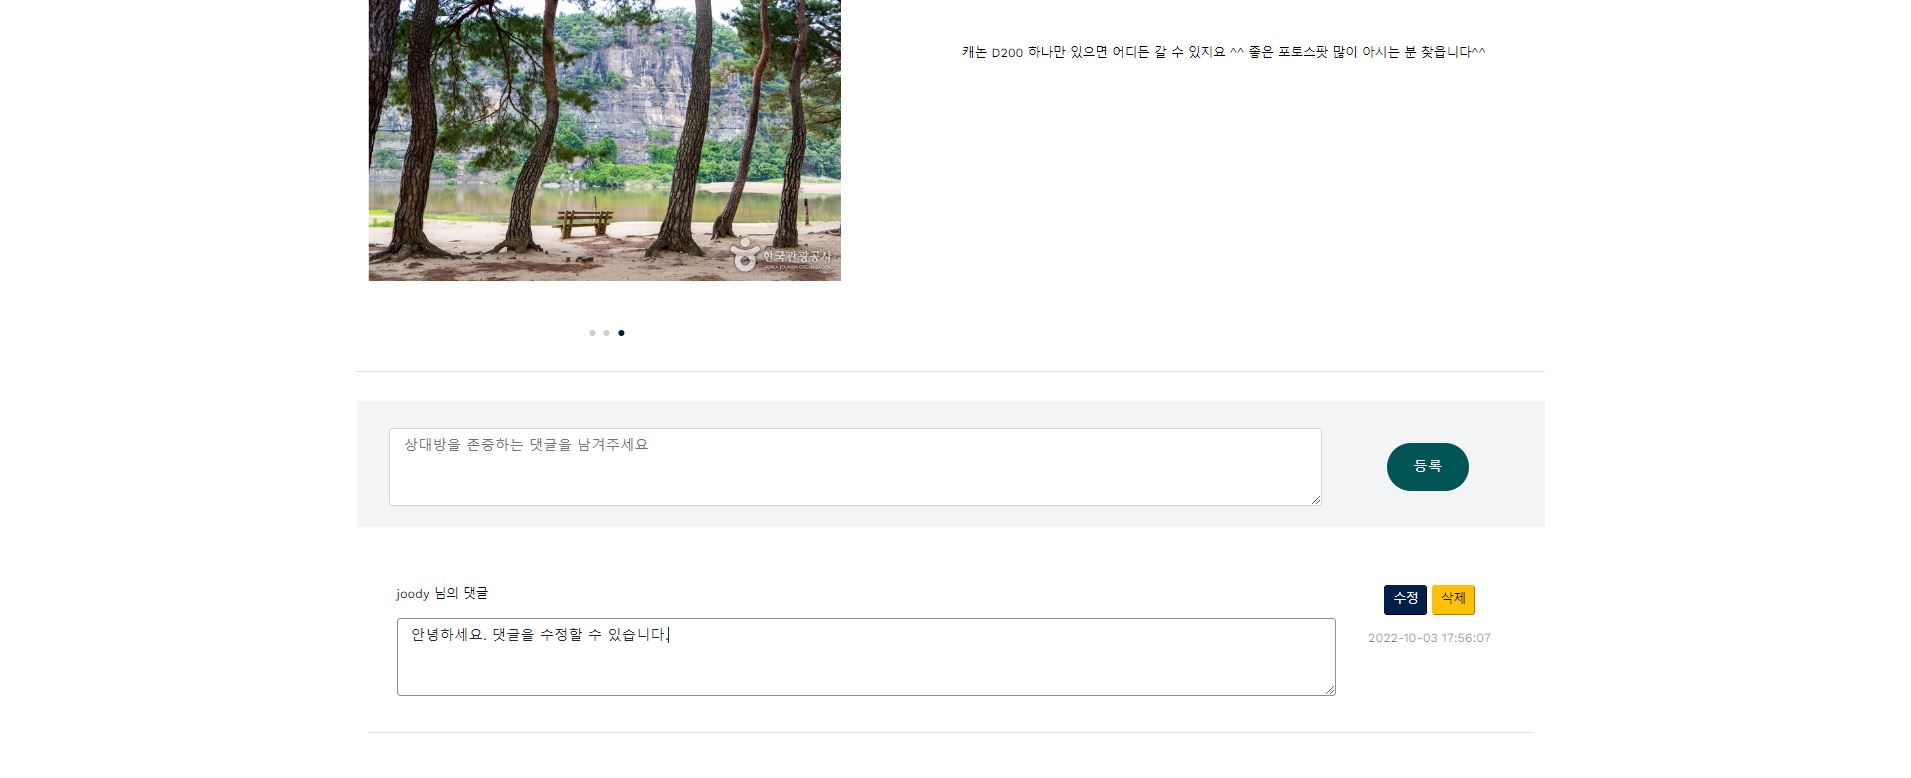 캐논 D200 하나만 있으면 어디든 갈 수 있지요 ^^ 좋은 포토스팟 많이 아시는 분 찾읍니다^^
한국관광공사
KOREA TOURISM ORGANIZATION
상대방을 존중하는 댓글을 남겨주세요
등록
joody 님의 댓글
수정 삭제
안녕하세요. 댓글을 수정할 수 있습니다.
2022-10-03 17:56:07